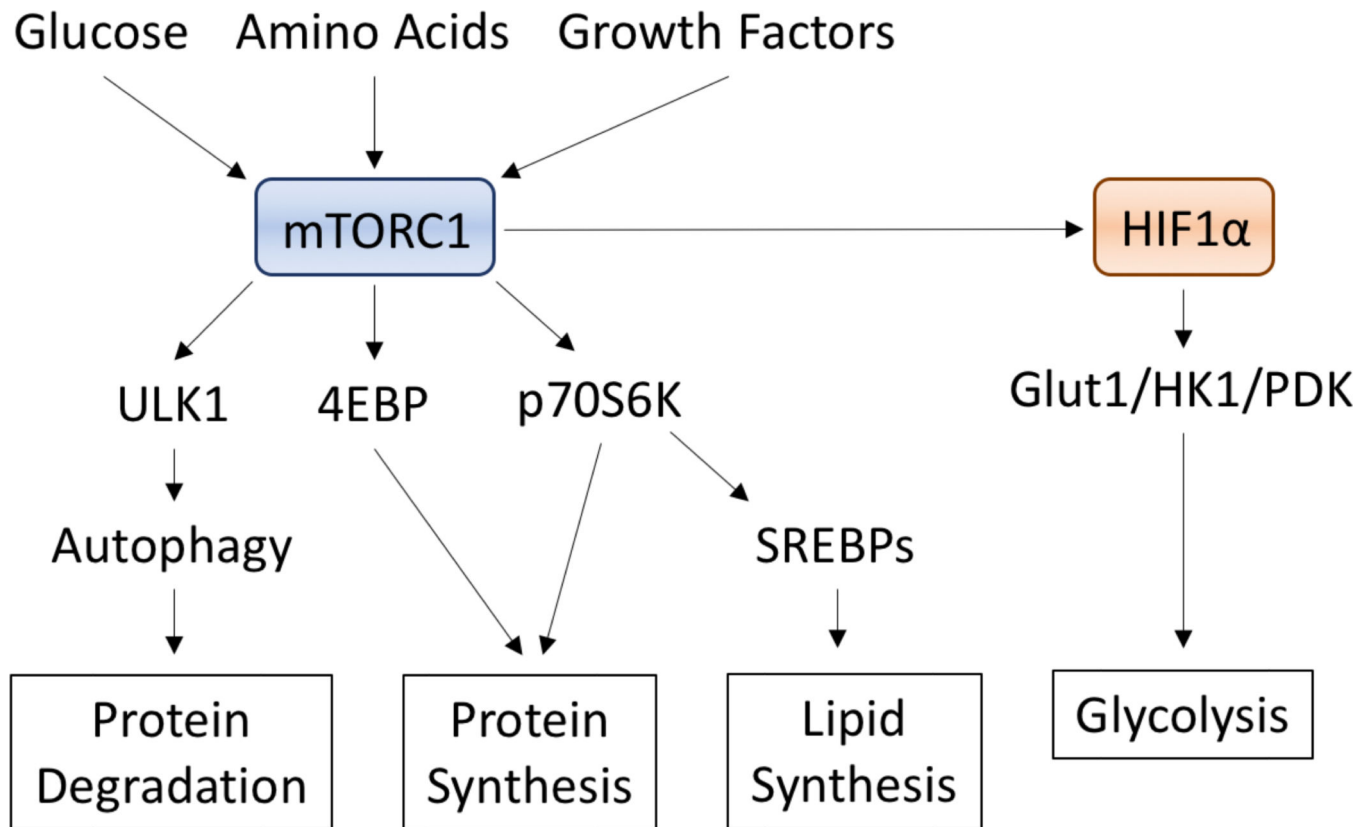 Glucose
Amino Acids
Growth Factors
mTORC1
HIF1α
ULK1
4EBP
p70S6K
Glut1/HK1/PDK
Autophagy
SREBPs
Protein
Degradation
Protein
Synthesis
Lipid
Synthesis
Glycolysis